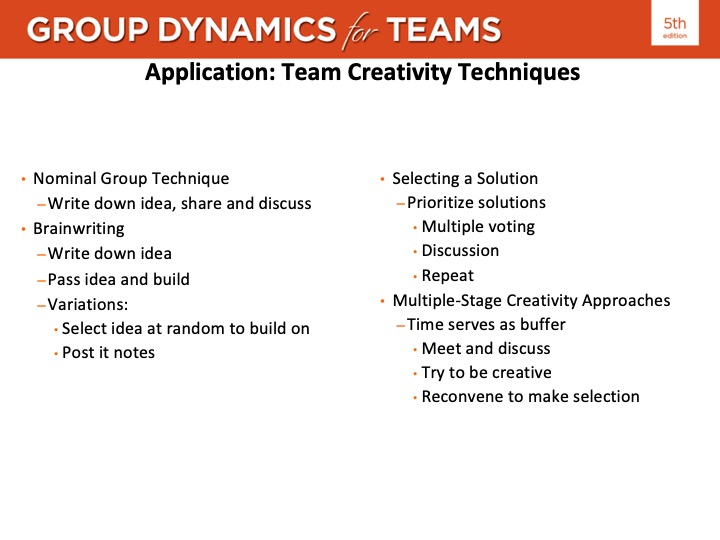 GROUP DYNAMICS for TEAMS
5th
edition
Application: Team Creativity Techniques
• Nominal Group Technique
–Write down idea, share and discuss
• Brainwriting
–Write down idea
–Pass idea and build
–Variations:
• Select idea at random to build on
• Post it notes
• Selecting a Solution
–Prioritize solutions
• Multiple voting
• Discussion
• Repeat
• Multiple-Stage Creativity Approaches
–Time serves as buffer
• Meet and discuss
• Try to be creative
• Reconvene to make selection